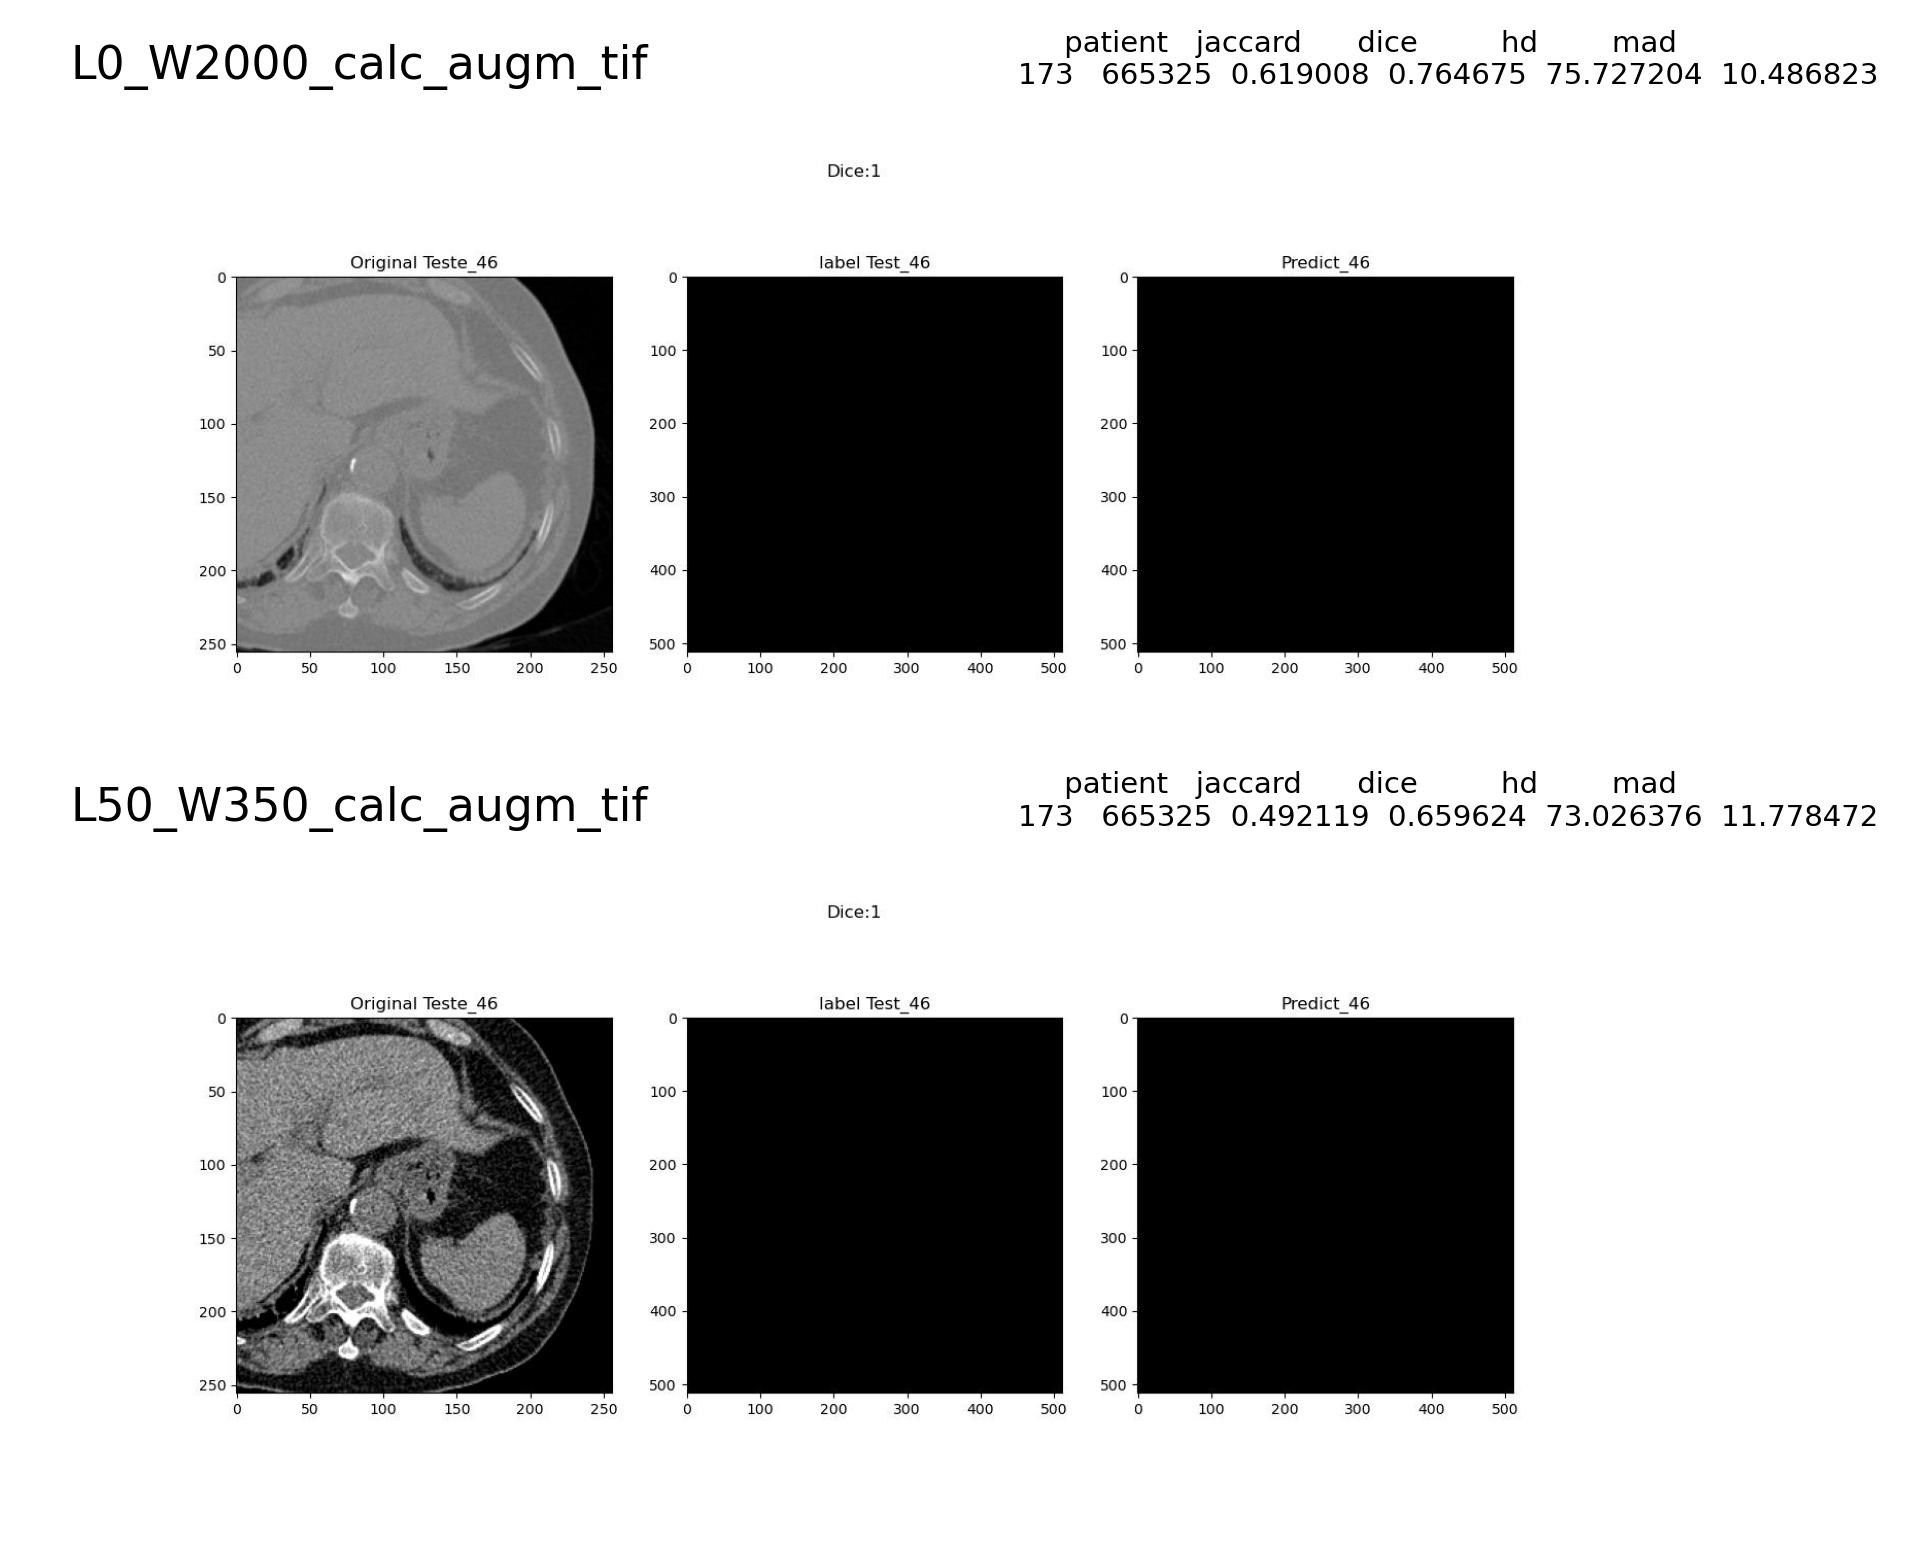 L0_W2000_calc_augm_tif
patient jaccard dice hd mad
173 665325 0.619008 0.764675 75.727204 10.486823
Dice:1
Original Teste_46 label Test_46 Predict_46
0 0 0
50 100 100
100 200 200
150 300 300
200 400 400
250 500 500
0 50 100 150 200 250 0 100 200 300 400 500 0 100 200 300 400 500
L50_W350_calc_augm_tif
patient jaccard dice hd mad
173 665325 0.492119 0.659624 73.026376 11.778472
Dice:1
Original Teste_46 label Test_46 Predict_46
0 0 0
50 100 100
100 200 200
150 300 300
200 400 400
250 500 500
0 50 100 150 200 250 0 100 200 300 400 500 0 100 200 300 400 500